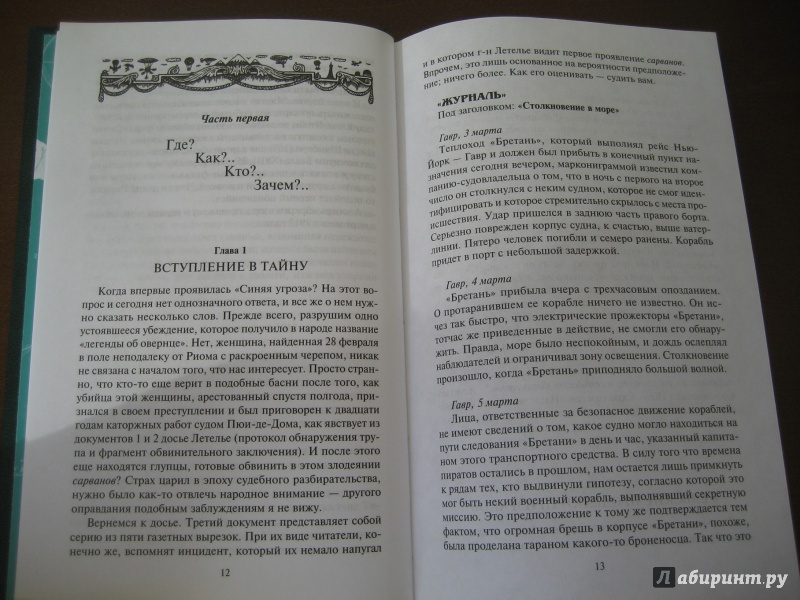 Часть первая
Где?
Как?..
Кто?..
Зачем?..
Глава 1
ВСТУПЛЕНИЕ В ТАЙНУ
Когда впервые проявилась «Синяя угроза»? На этот во-
прос и сегодня нет однозначного ответа, и все же о нем нуж-
но сказать несколько слов. Прежде всего, разрушим одно
устоявшееся убеждение, которое получило в народе название
«легенды об овернце». Нет, женщина, найденная 28 февраля
в поле неподалеку от Риома с раскроенным черепом, никак
не связана с началом того, что нас интересует. Просто стран-
но, что кто-то еще верит в подобные басни после того, как
убийца этой женщины, арестованный спустя полгода, при-
знался в своем преступлении и был приговорен к двадцати
годам каторжных работ судом Пюи-де-Дома, как явствует из
документов 1 и 2 досье Летелье (протокол обнаружения тру-
па и фрагмент обвинительного заключения). И после этого
еще находятся глупцы, готовые обвинить в этом злодеянии
сарванов? Страх царил в эпоху судебного разбирательства,
нужно было как-то отвлечь народное внимание — другого
оправдания подобным заблуждениям я не вижу.
Вернемся к досье. Третий документ представляет собой
серию из пяти газетных вырезок. При их виде читатели, ко-
нечно же, вспомнят инцидент, который их немало напугал
12
и в котором г-н Летелье видит первое проявление сарванов.
Впрочем, это лишь основанное на вероятности предположе-
ние; ничего более. Как его оценивать — судить вам.
«ЖУРНАЛЬ»
Под заголовком: «Столкновение в море»
Гавр, 3 марта
Теплоход «Бретань», который выполнял рейс Нью-
Йорк — Гавр и должен был прибыть в конечный пункт на-
значения сегодня вечером, маркониграммой известил ком-
панию-судовладельца о том, что в ночь с первого на второе
число он столкнулся с неким судном, которое не смог иден-
тифицировать и которое стремительно скрылось с места про-
исшествия. Удар пришелся в заднюю часть правого борта.
Серьезно поврежден корпус судна, к счастью, выше ватер-
линии. Пятеро человек погибли и семеро ранены. Корабль
придет в порт с небольшой задержкой.
Гавр, 4 марта
«Бретань» прибыла вчера с трехчасовым опозданием.
О протаранившем ее корабле ничего не известно. Он ис-
чез так быстро, что электрические прожекторы «Бретани»,
тотчас же приведенные в действие, не смогли его обнару-
жить. Правда, море было неспокойным, и дождь ослеплял
наблюдателей и ограничивал зону освещения. Столкновение
произошло, когда «Бретань» приподняло большой волной.
Гавр, 5 марта
Лица, ответственные за безопасное движение кораблей,
не имеют сведений о том, какое судно могло находиться на
пути следования «Бретани» в день и час, указанный капита-
ном этого транспортного средства. В силу того что времена
пиратов остались в прошлом, нам остается лишь примкнуть
к рядам тех, кто выдвинули гипотезу, согласно которой это
мог быть некий военный корабль, выполнявший секретную
миссию. Это предположение к тому же подтверждается тем
фактом, что огромная брешь в корпусе «Бретани», похоже,
была проделана тараном какого-то броненосца. Так что это
13
Лабиринт.ру